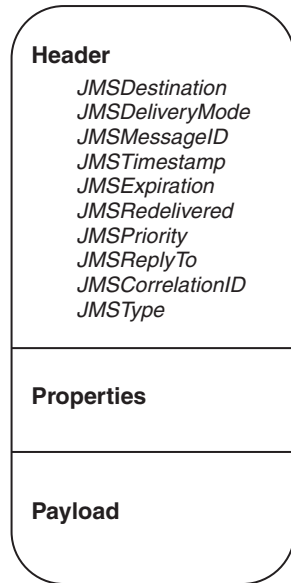 Header
JMSDestination
JMSDeliveryMode
JMSMessageID
JMSTimestamp
JMSExpiration
JMSRedelivered
JMSPriority
JMSReplyTo
JMSCorrelationID
JMSType
Properties
Payload